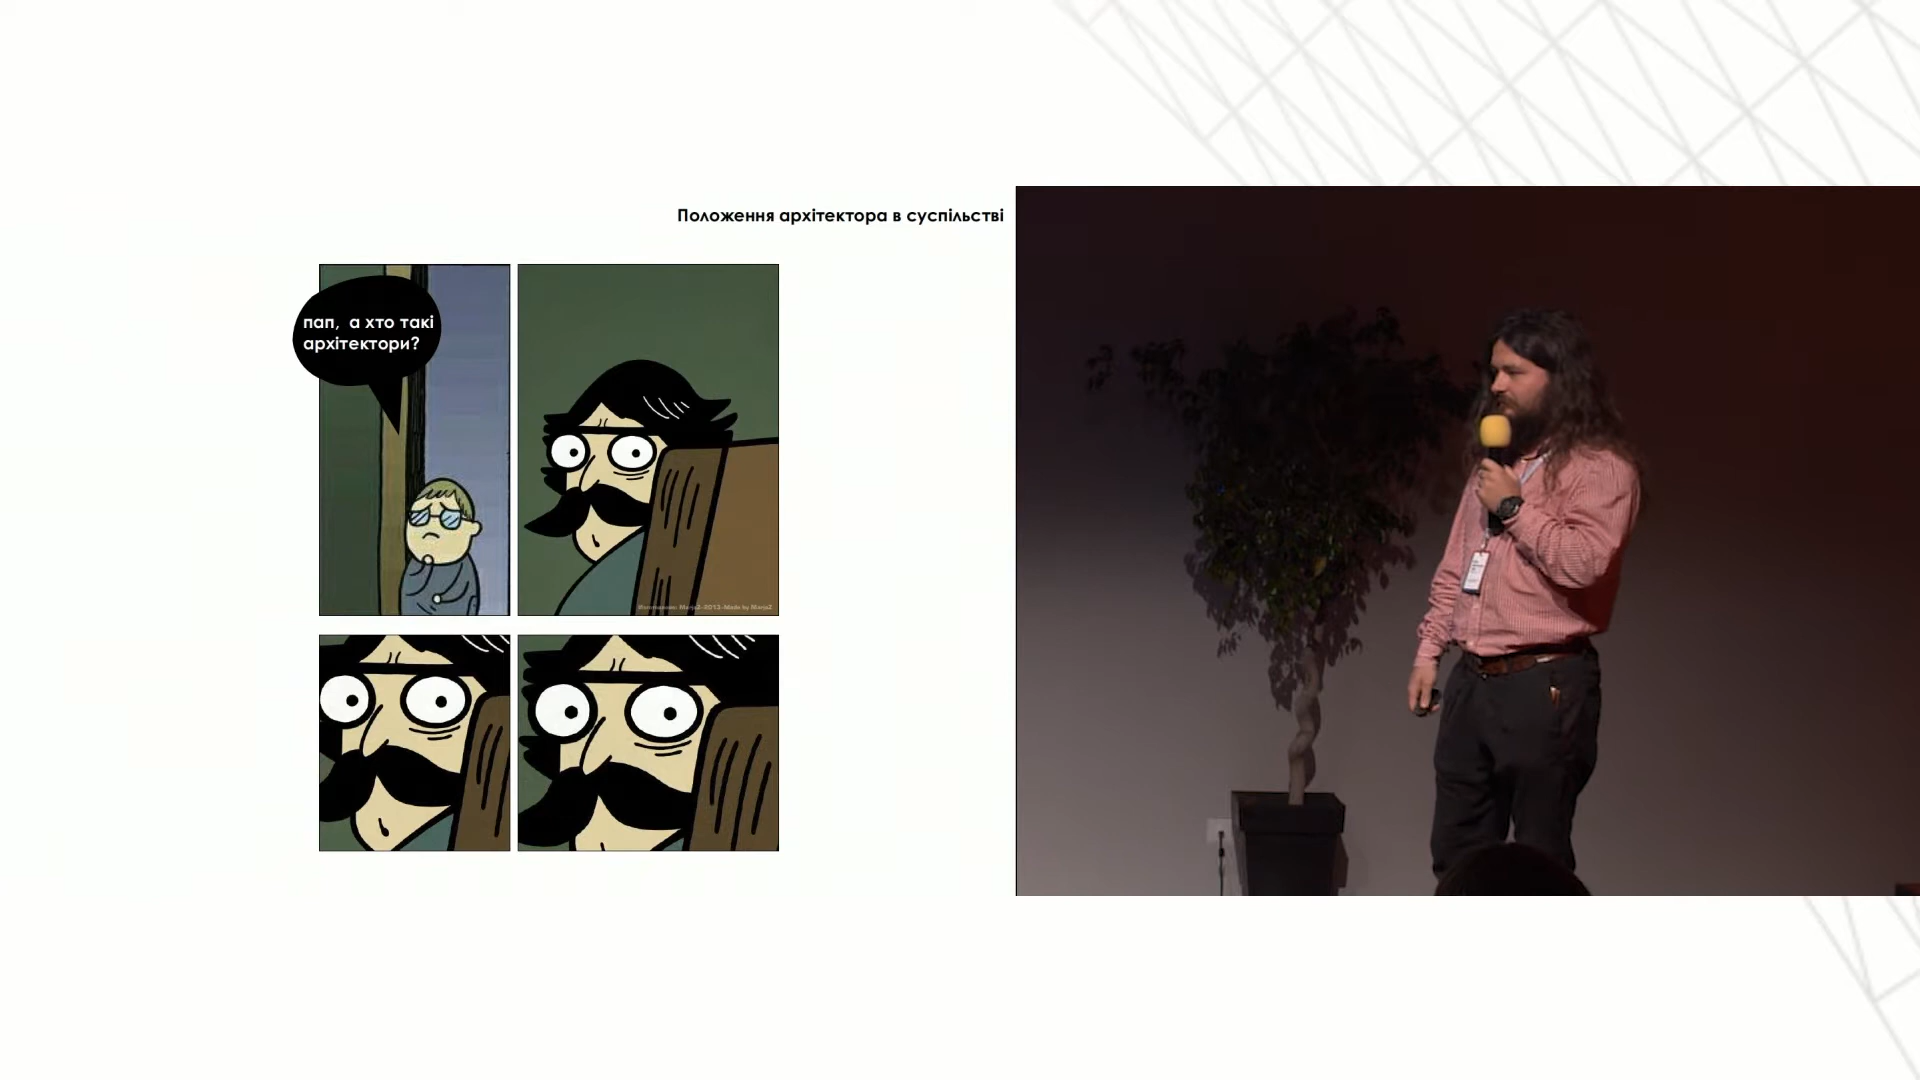 Положення архітектора в суспільстві
пап, а хто такі
архітектори?